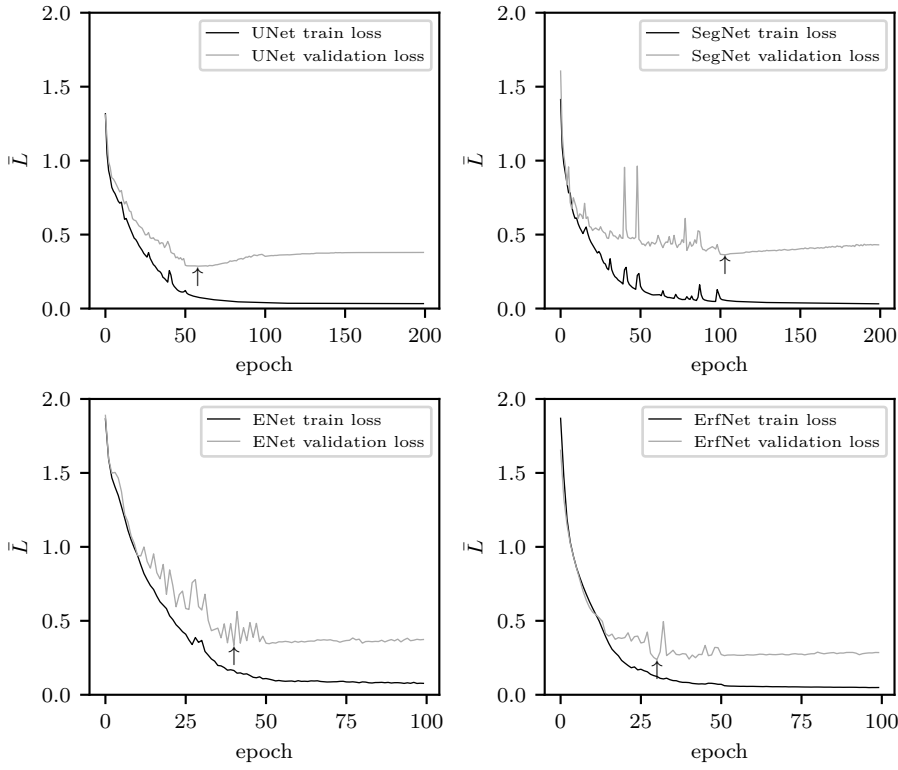 2.0
1.5
1.0
0.5
0.0
L̅
UNet train loss
UNet validation loss
0 50 100 150 200
epoch
2.0
1.5
1.0
0.5
0.0
L̅
SegNet train loss
SegNet validation loss
0 50 100 150 200
epoch
2.0
1.5
1.0
0.5
0.0
L̅
ENet train loss
ENet validation loss
0 25 50 75 100
epoch
2.0
1.5
1.0
0.5
0.0
L̅
ErfNet train loss
ErfNet validation loss
0 25 50 75 100
epoch